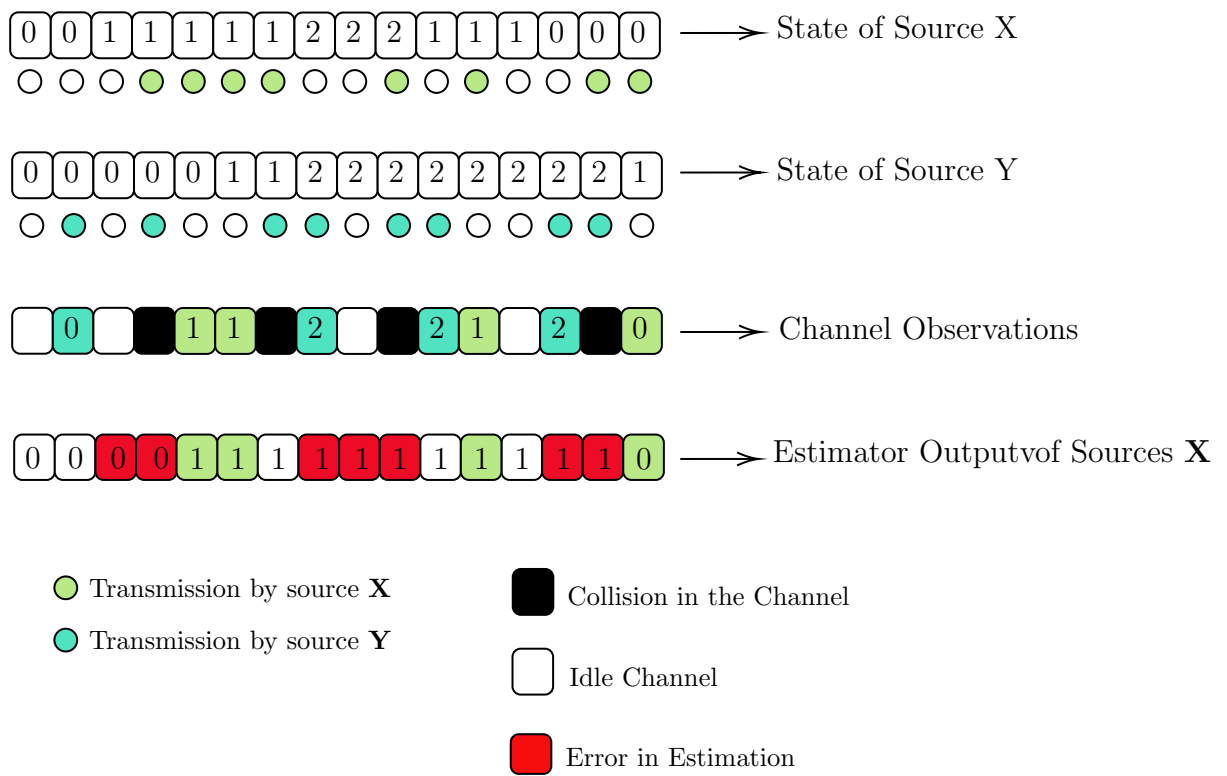 0 0 1 1 1 1 1 2 2 2 1 1 1 0 0 0 State of Source X
0 0 0 0 0 1 1 2 2 2 2 2 2 2 2 1 State of Source Y
0 1 1 2 2 1 2 0 Channel Observations
0 0 0 0 1 1 1 1 1 1 1 1 1 1 1 0 Estimator Outputvof Sources X
Transmission by source X
Transmission by source Y
Collision in the Channel
Idle Channel
Error in Estimation